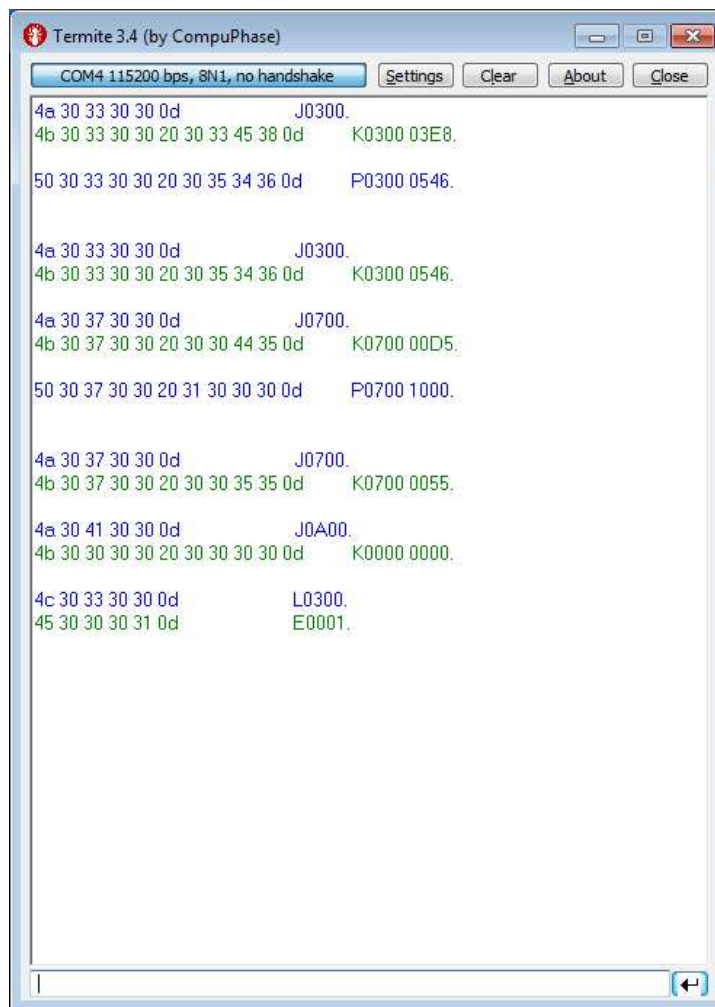 Termite 3.4 (by CompuPhase)
COM4 115200 bps, 8N1, no handshake Settings Clear About Close
4a 30 33 30 30 0d J0300.
4b 30 33 30 30 20 30 33 45 38 0d K0300 03E8.
50 30 33 30 30 20 30 35 34 36 0d P0300 0546.
4a 30 33 30 30 0d J0300.
4b 30 33 30 30 20 30 35 34 36 0d K0300 0546.
4a 30 37 30 30 0d J0700.
4b 30 37 30 30 20 30 30 44 35 0d K0700 00D5.
50 30 37 30 30 20 31 30 30 30 0d P0700 1000.
4a 30 37 30 30 0d J0700.
4b 30 37 30 30 20 30 30 35 35 0d K0700 0055.
4a 30 41 30 30 0d J0A00.
4b 30 30 30 30 20 30 30 30 30 0d K0000 0000.
4c 30 33 30 30 0d L0300.
45 30 30 30 31 0d E0001.